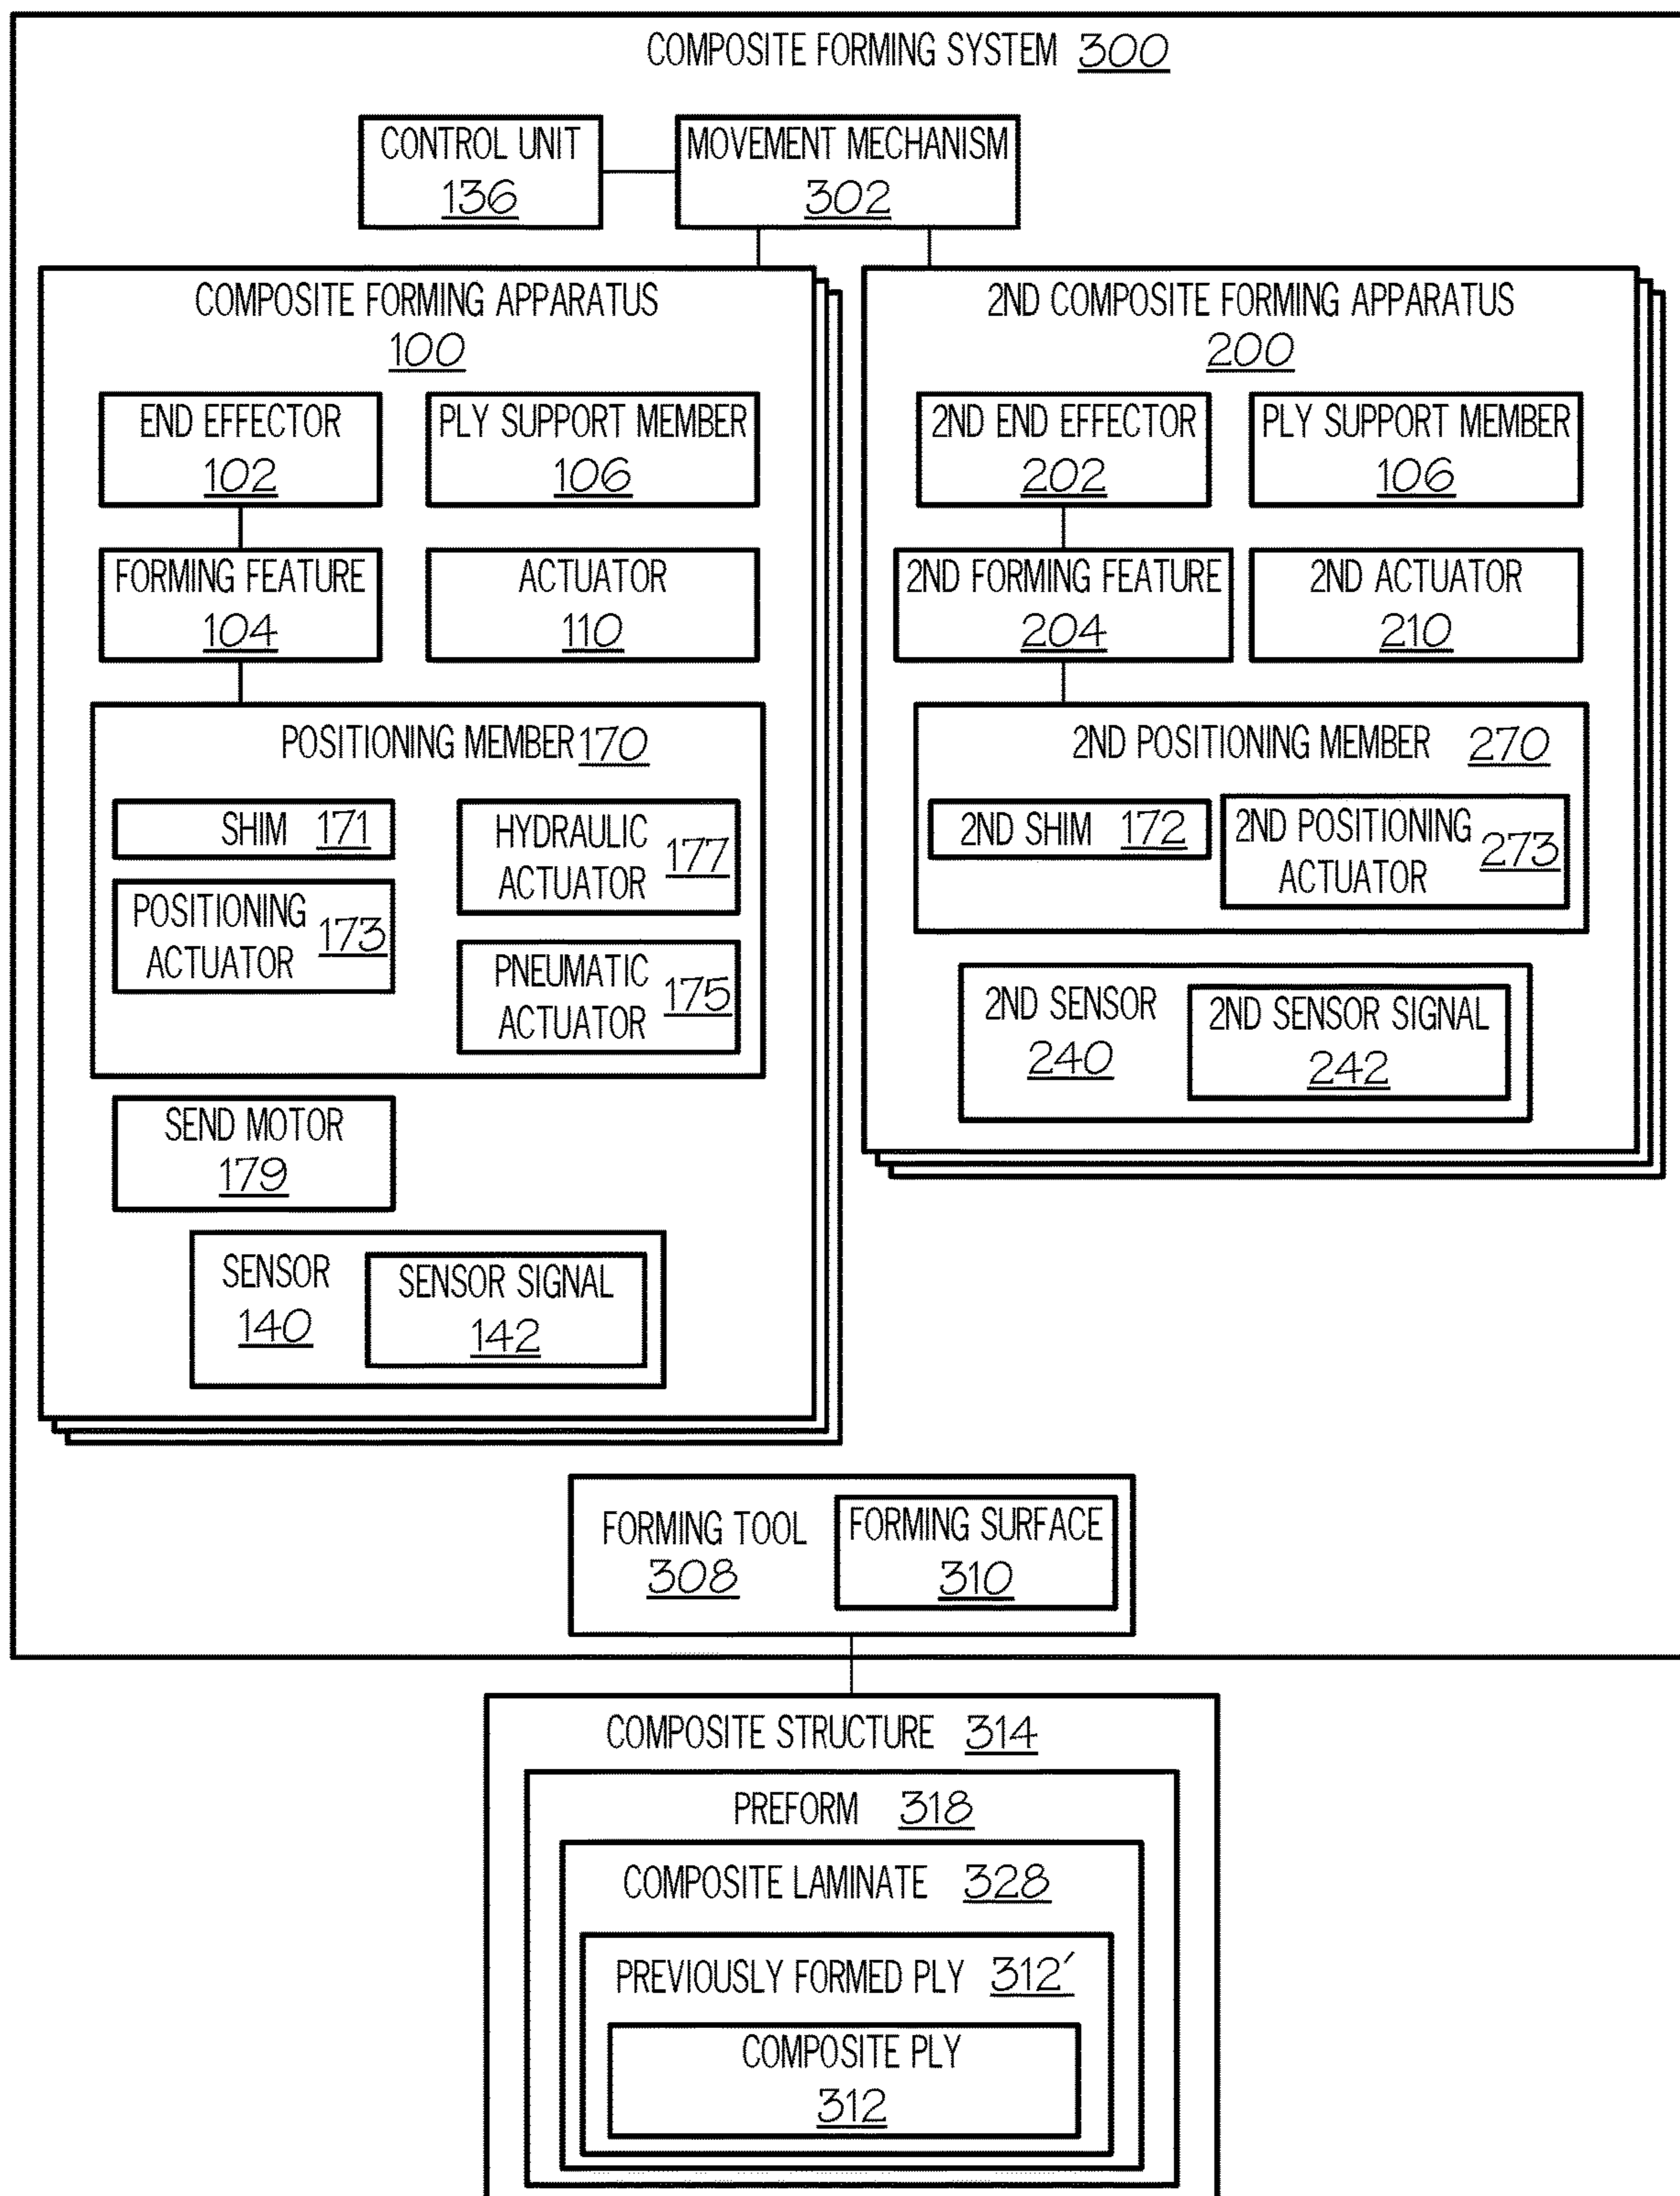 COMPOSITE FORMING SYSTEM 300
CONTROL UNIT
136
MOVEMENT MECHANISM
302
COMPOSITE FORMING APPARATUS
100
END EFFECTOR
102
PLY SUPPORT MEMBER
106
FORMING FEATURE
104
ACTUATOR
110
POSITIONING MEMBER 170
SHIM 171
POSITIONING
ACTUATOR
173
HYDRAULIC
ACTUATOR
177
PNEUMATIC
ACTUATOR
175
SEND MOTOR
179
SENSOR
140
SENSOR SIGNAL
142
2ND COMPOSITE FORMING APPARATUS
200
2ND END EFFECTOR
202
PLY SUPPORT MEMBER
106
2ND FORMING FEATURE
204
2ND ACTUATOR
210
2ND POSITIONING MEMBER 270
2ND SHIM 172
2ND POSITIONING
ACTUATOR
273
2ND SENSOR
240
2ND SENSOR SIGNAL
242
FORMING TOOL
308
FORMING SURFACE
310
COMPOSITE STRUCTURE 314
PREFORM 318
COMPOSITE LAMINATE 328
PREVIOUSLY FORMED PLY 312′
COMPOSITE PLY
312